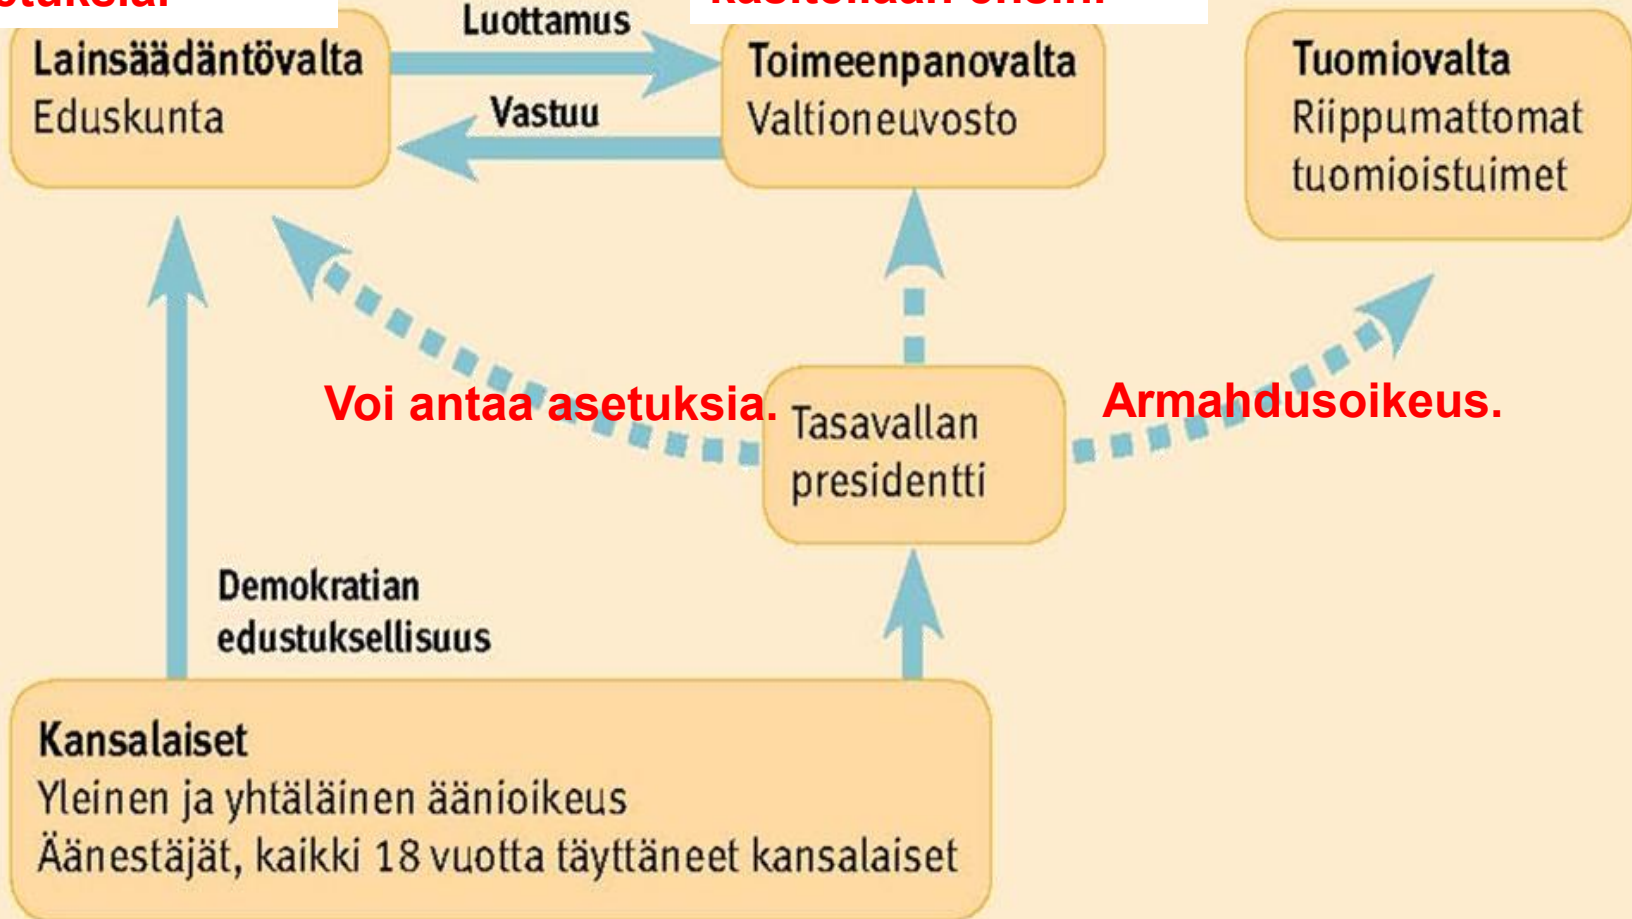 Luottamus
Lainsäädäntövalta
Eduskunta
Vastuu
Toimeenpanovalta
Valtioneuvosto
Tuomiovalta
Riippumattomat
tuomioistuimet
Voi antaa asetuksia.
Tasavallan
presidentti
Armahdusoikeus.
Demokratian
edustuksellisuus
Kansalaiset
Yleinen ja yhtäläinen äänioikeus
Äänestäjät, kaikki 18 vuotta täyttäneet kansalaiset